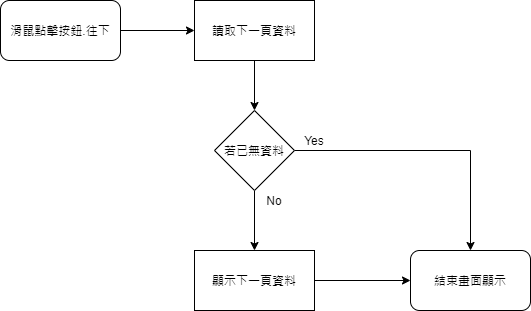 滑鼠點擊按鈕.往下
讀取下一頁資料
若已無資料
Yes
No
顯示下一頁資料
結束畫面顯示